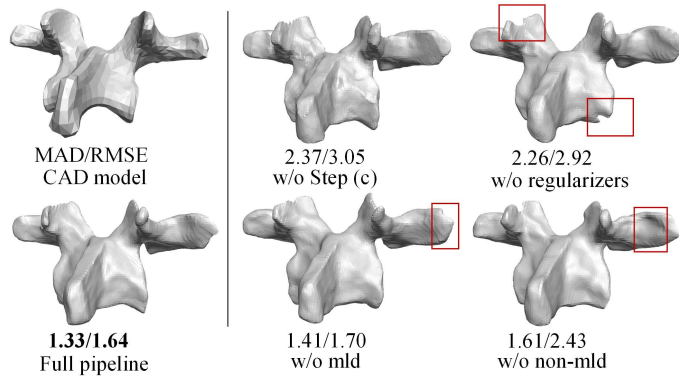 MAD/RMSE
CAD model
2.37/3.05
w/o Step (c)
2.26/2.92
w/o regularizers
1.33/1.64
Full pipeline
1.41/1.70
w/o mld
1.61/2.43
w/o non-mld